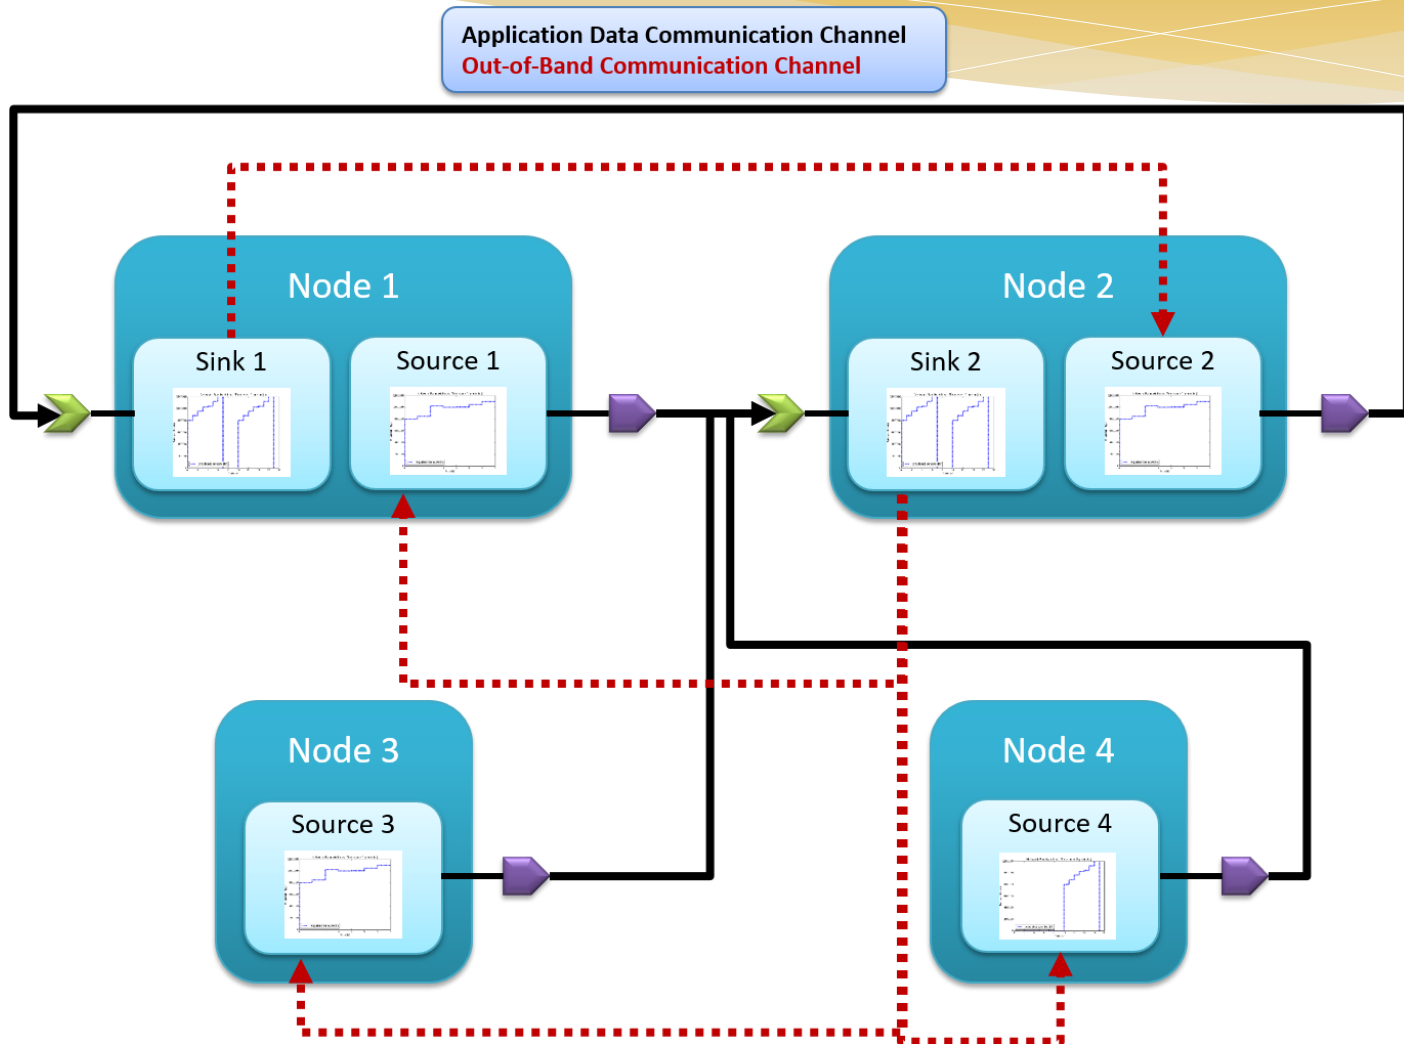 Application Data Communication Channel
Out-of-Band Communication Channel
Node 1
Sink 1
Source 1
Node 2
Sink 2
Source 2
Node 3
Source 3
Node 4
Source 4